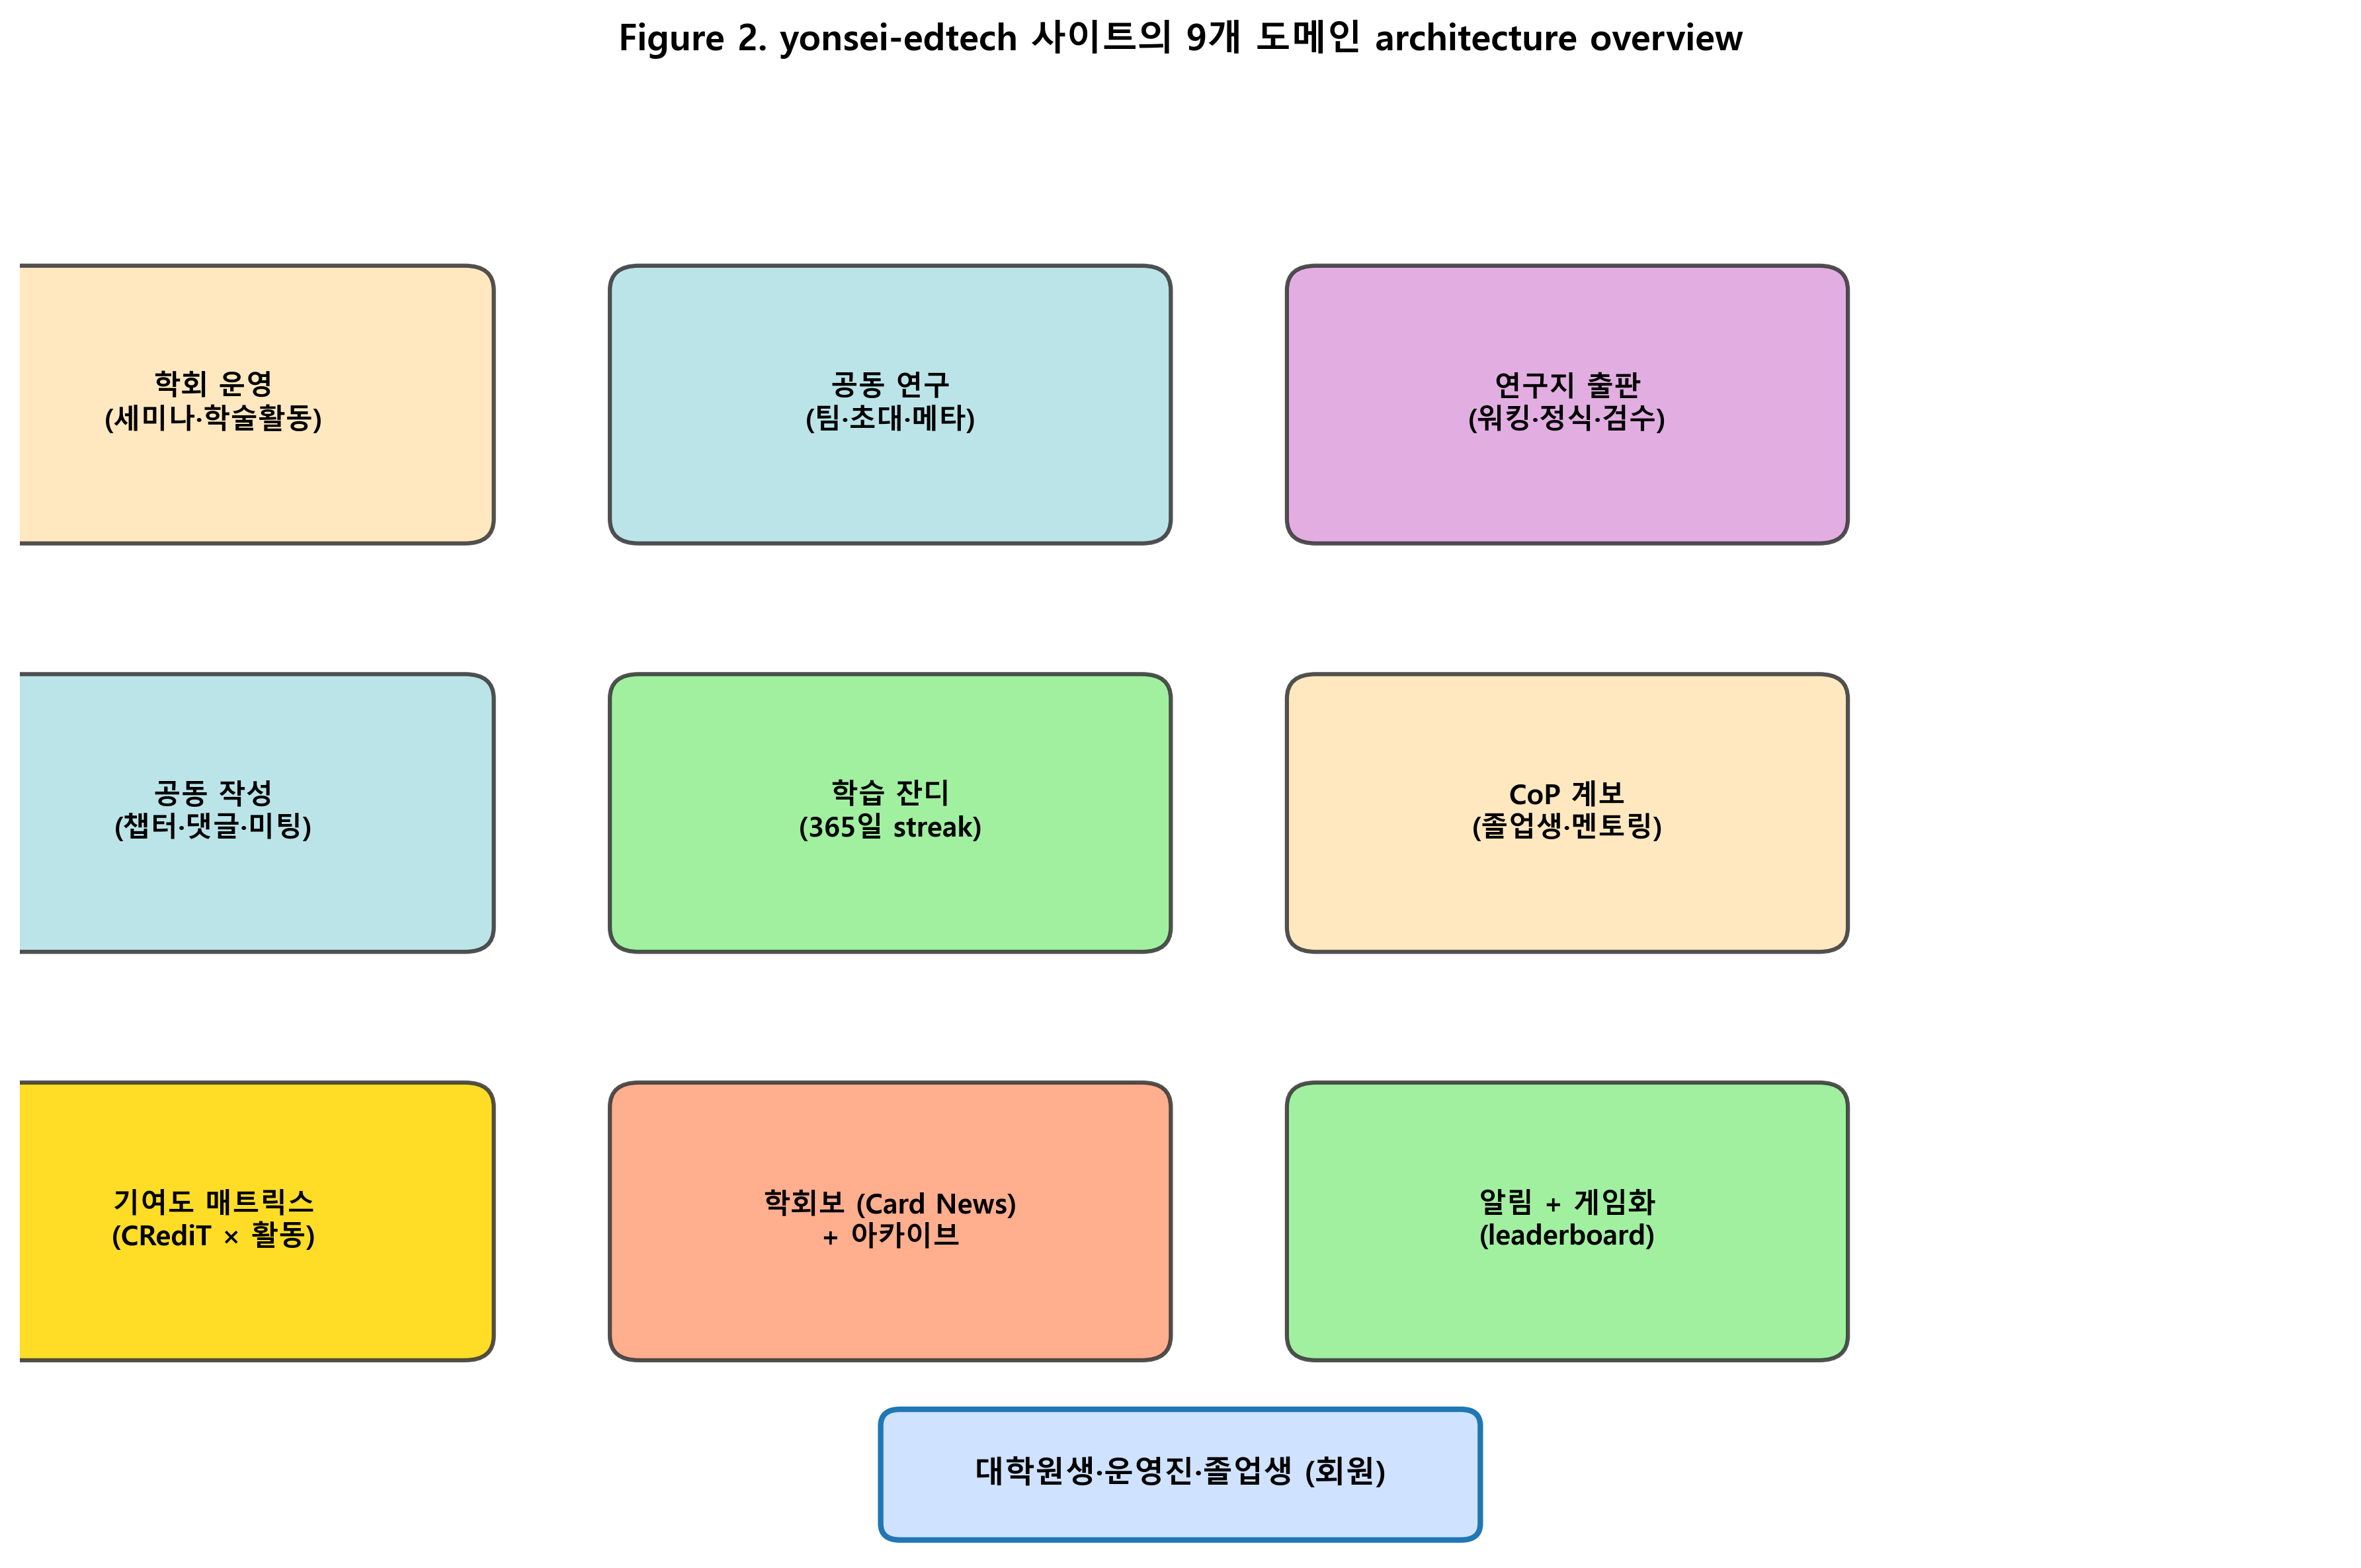 Figure 2. yonsei-edtech 사이트의 9개 도메인 architecture overview
학회 운영
(세미나·학술활동)
공동 연구
(팀·초대·메타)
연구지 출판
(워킹·정식·검수)
공동 작성
(챕터·댓글·미팅)
학습 잔디
(365일 streak)
CoP 계보
(졸업생·멘토링)
기여도 매트릭스
(CRediT × 활동)
학회보 (Card News)
+ 아카이브
알림 + 게임화
(leaderboard)
대학원생·운영진·졸업생 (회원)